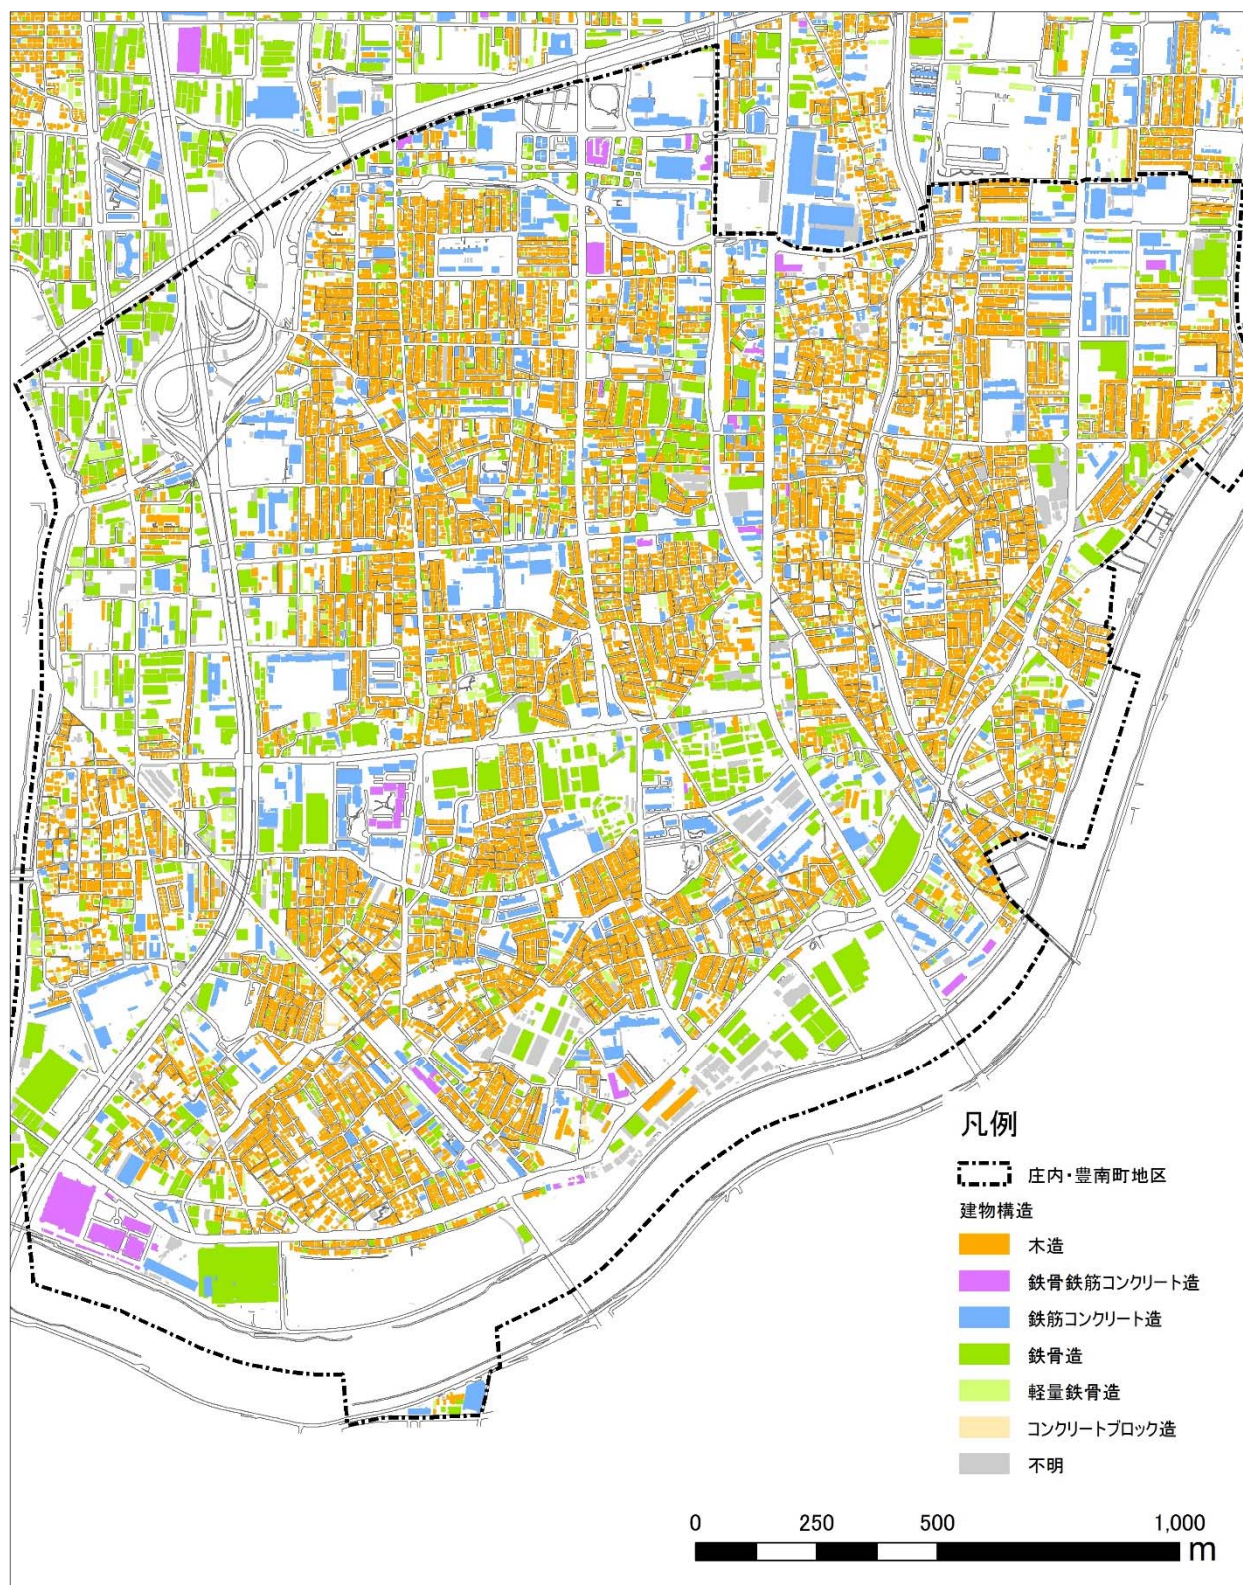 凡例
庄内・豊南町地区
建物構造
木造
鉄骨鉄筋コンクリート造
鉄筋コンクリート造
鉄骨造
軽量鉄骨造
コンクリートブロック造
不明
0 250 500 1,000
m